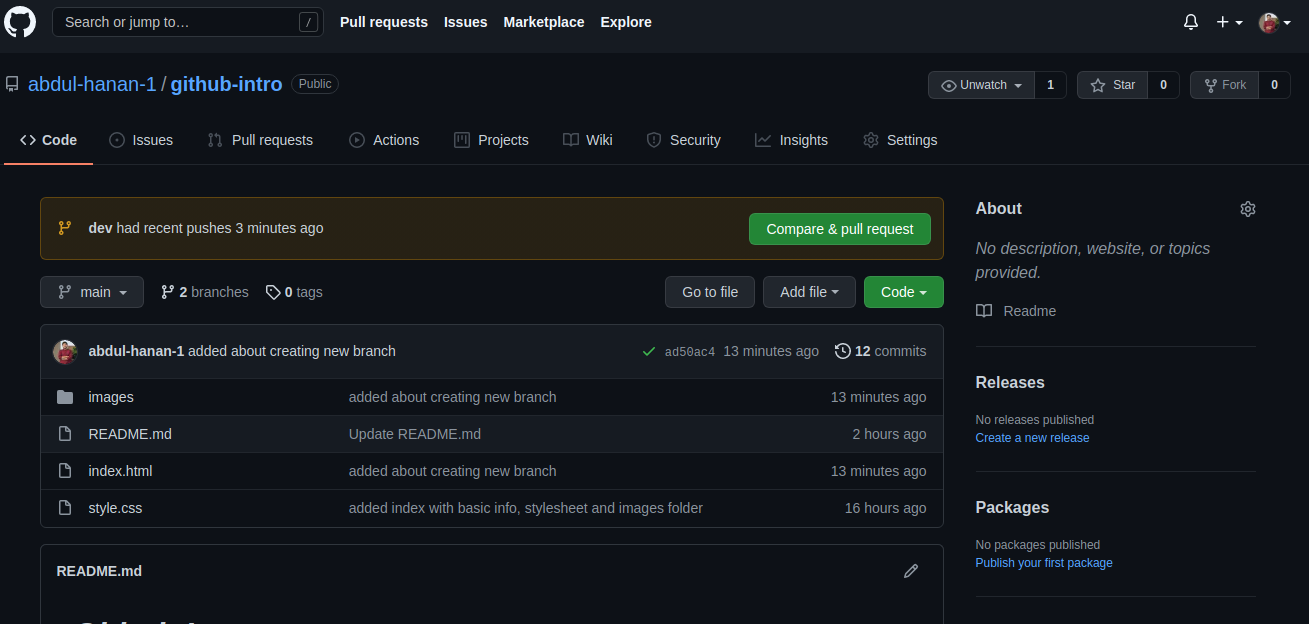 Search or jump to… / Pull requests Issues Marketplace Explore
abdul-hanan-1 / github-intro Public Unwatch 1 Star 0 Fork 0
Code Issues Pull requests Actions Projects Wiki Security Insights Settings
dev had recent pushes 3 minutes ago Compare & pull request
main 2 branches 0 tags Go to file Add file Code
abdul-hanan-1 added about creating new branch ad50ac4 13 minutes ago 12 commits
images added about creating new branch 13 minutes ago
README.md Update README.md 2 hours ago
index.html added about creating new branch 13 minutes ago
style.css added index with basic info, stylesheet and images folder 16 hours ago
README.md
About
No description, website, or topics
provided.
Readme
Releases
No releases published
Create a new release
Packages
No packages published
Publish your first package